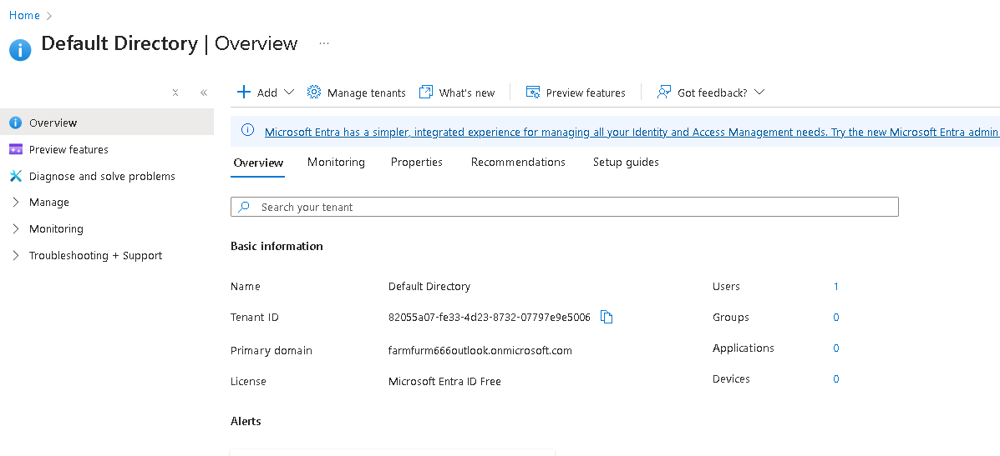 Home
Default Directory | Overview ...
Add
Manage tenants
What's new
Preview features
Got feedback?
Overview
Preview features
Diagnose and solve problems
Manage
Monitoring
Troubleshooting + Support
Microsoft Entra has a simpler, integrated experience for managing all your Identity and Access Management needs. Try the new Microsoft Entra admin
Overview Monitoring Properties Recommendations Setup guides
Search your tenant
Basic information
Name Default Directory Users 1
Tenant ID 82055a07-fe33-4d23-8732-07797e9e5006 Groups 0
Primary domain farmfurm666outlook.onmicrosoft.com Applications 0
License Microsoft Entra ID Free Devices 0
Alerts